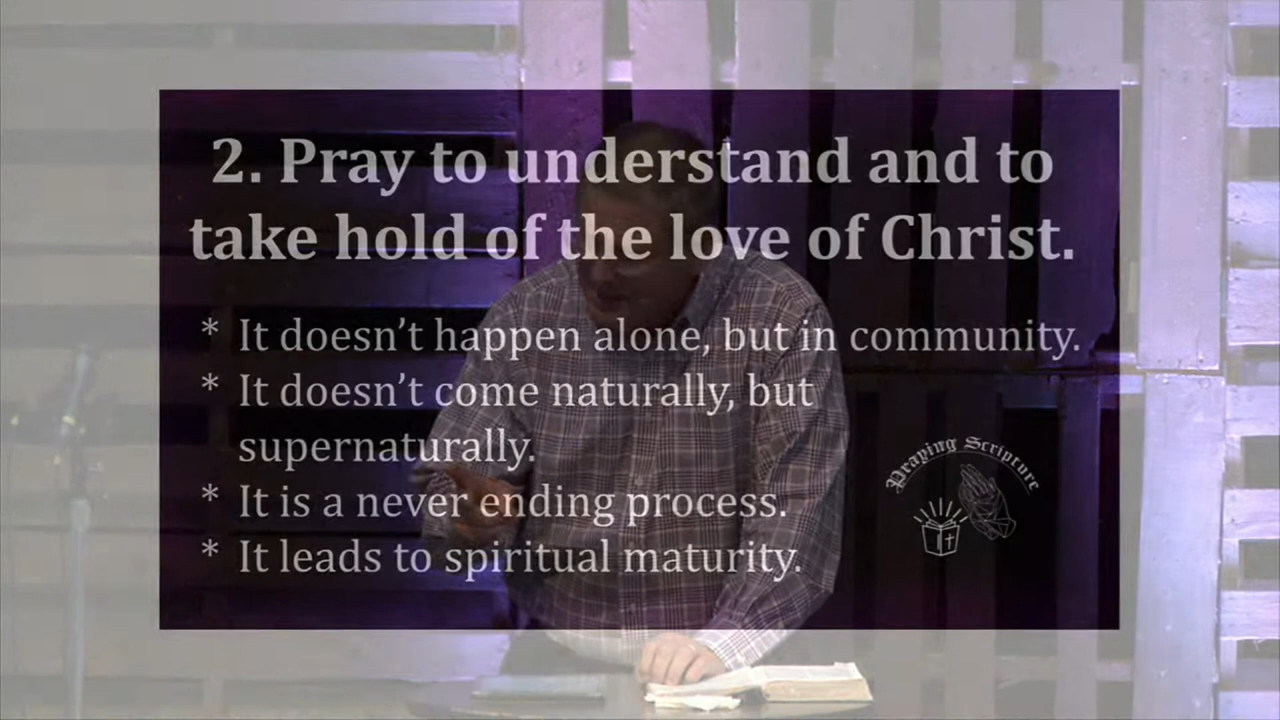 2. Pray to understand and to
take hold of the love of Christ.
* It doesn’t happen alone, but in community.
* It doesn’t come naturally, but
supernaturally.
* It is a never ending process.
* It leads to spiritual maturity.
Praying Scripture